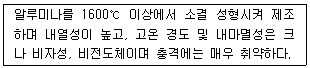 알루미나를 1600℃ 이상에서 소결 성형시켜 제조
하며 내열성이 높고, 고온 경도 및 내마멸성은 크
나 비자성, 비전도체이며 충격에는 매우 취약하다.